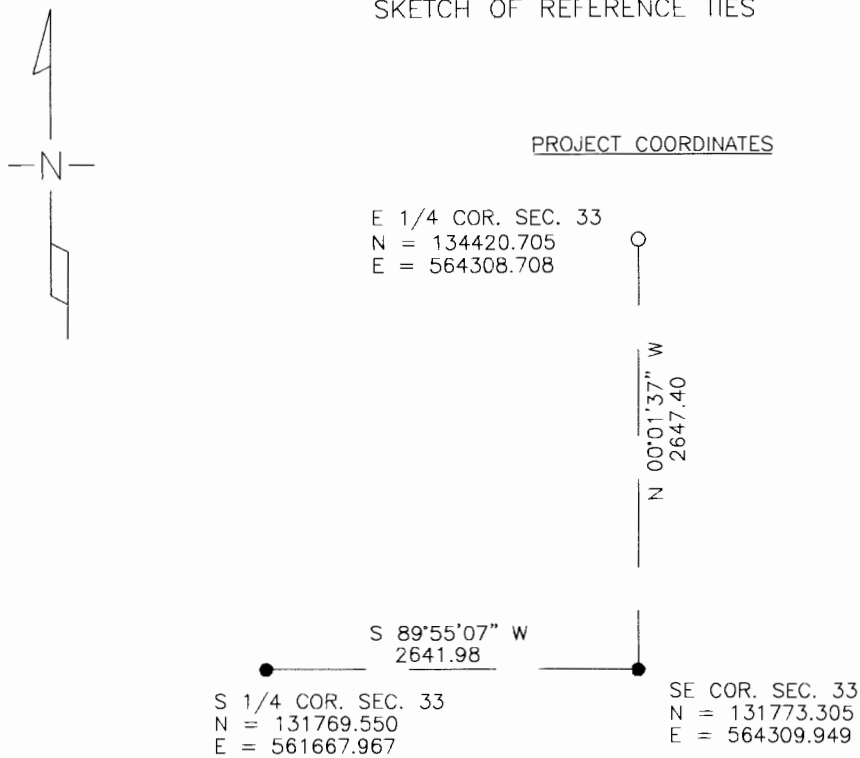 SKETCH OF REFERENCE TIES
PROJECT COORDINATES
—N—
E 1/4 COR. SEC. 33
N = 134420.705
E = 564308.708
N 00°01'37" W
2647.40
S 89°55'07" W
2641.98
S 1/4 COR. SEC. 33
N = 131769.550
E = 561667.967
SE COR. SEC. 33
N = 131773.305
E = 564309.949